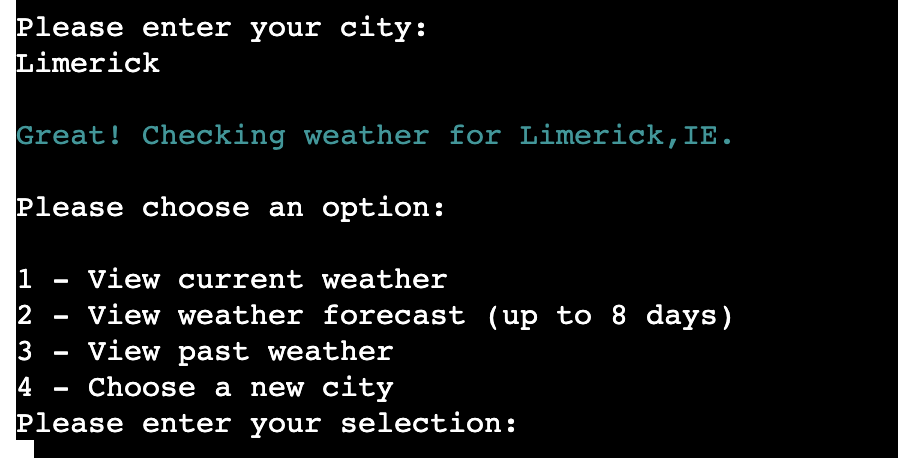 Please enter your city:
Limerick
Great! Checking weather for Limerick,IE.
Please choose an option:
1 - View current weather
2 - View weather forecast (up to 8 days)
3 - View past weather
4 - Choose a new city
Please enter your selection: